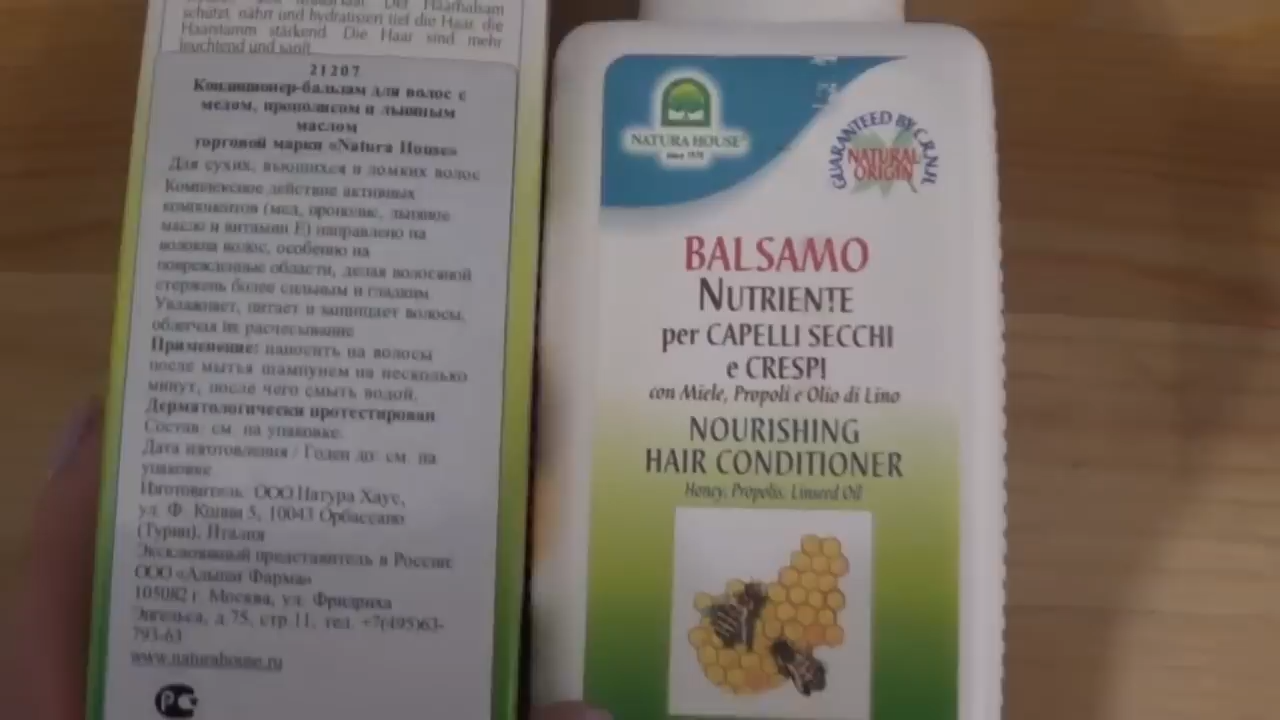 Der Haarbalsam
schützt, nährt und hydratisiert tief die Haar, die
Haarstamm stärkend. Die Haar sind mehr
leuchtend und sanft.
21207
Кондиционер-бальзам для волос с
медом, прополисом и льняным
маслом
торговой марки «Natura House»
Для сухих, вьющихся и ломких волос
Комплексное действие активных
компонентов (мед, прополис, льняное
масло и витамин Е) направлено на
волокна волос, особенно на
поврежденные области, делая волосяной
стержень более сильным и гладким.
Увлажняет, питает и защищает волосы,
облегчая их расчесывание.
Применение: наносить на волосы
после мытья шампунем на несколько
минут, после чего смыть водой.
Дерматологически протестирован
Состав: см. на упаковке.
Дата изготовления / Годен до: см. на
упаковке
Изготовитель: ООО Натура Хаус,
ул. Ф. Кощи 5, 10043 Орбассано
(Турин), Италия
Эксклюзивный представитель в России:
ООО «Альпи Фарма»
105082 г. Москва, ул. Фридриха
Энгельса, д.75, стр.11, тел. +7(495)63-
793-63
www.naturahouse.ru
NATURA HOUSE
since 1978
GUARANTEED BY C.R.N.H.
NATURAL
ORIGIN
BALSAMO
NUTRIENTE
per CAPELLI SECCHI
e CRESPI
con Miele, Propoli e Olio di Lino
NOURISHING
HAIR CONDITIONER
Honey, Propolis, Linseed Oil